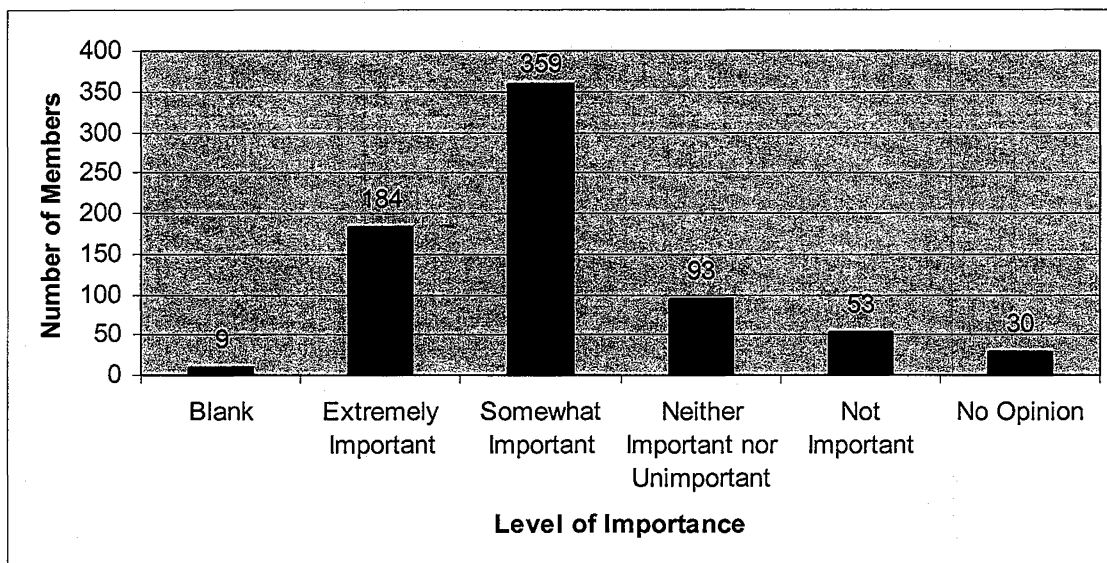 400
350
300
250
200
150
100
50
0
Number of Members
9
184
359
93
53
30
Blank
Extremely
Important
Somewhat
Important
Neither
Important nor
Unimportant
Not
Important
No Opinion
Level of Importance